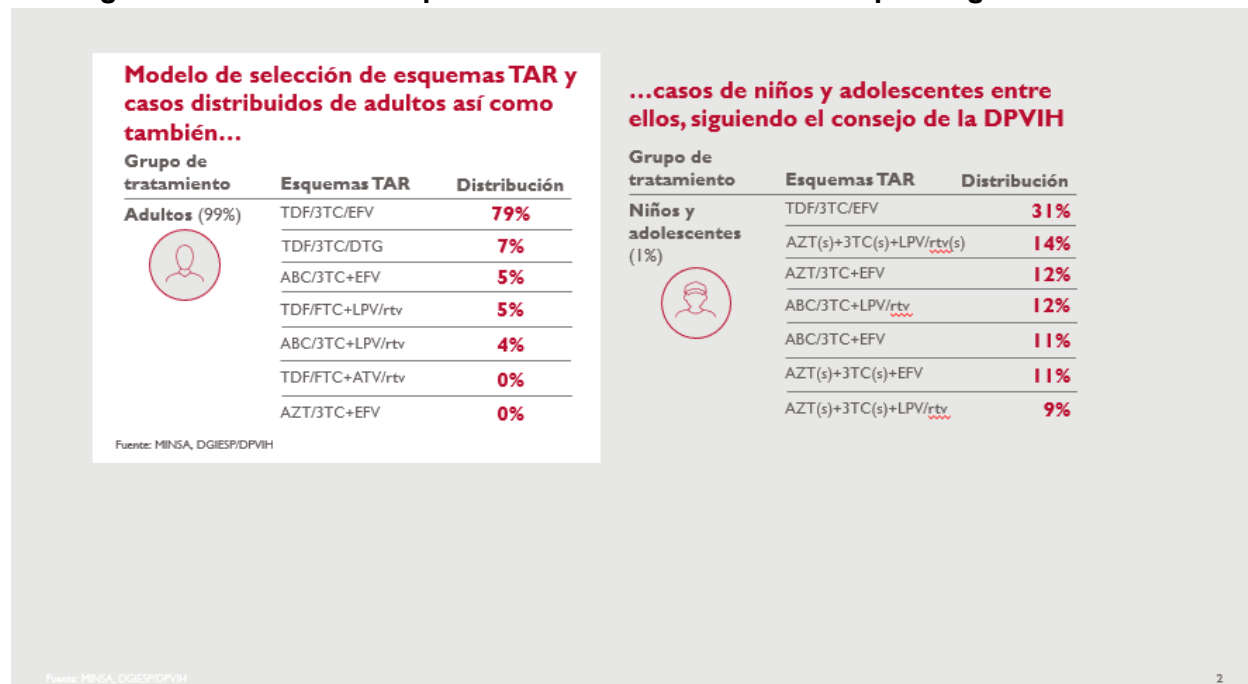 Modelo de selección de esquemas TAR y
casos distribuidos de adultos así como
también…
Grupo de
tratamiento Esquemas TAR Distribución
Adultos (99%) TDF/3TC/EFV 79%
TDF/3TC/DTG 7%
ABC/3TC+EFV 5%
TDF/FTC+LPV/rtv 5%
ABC/3TC+LPV/rtv 4%
TDF/FTC+ATV/rtv 0%
AZT/3TC+EFV 0%
Fuente: MINSA, DGIESP/DPVIH
…casos de niños y adolescentes entre
ellos, siguiendo el consejo de la DPVIH
Grupo de
tratamiento Esquemas TAR Distribución
Niños y
adolescentes
(1%)
TDF/3TC/EFV 31%
AZT(s)+3TC(s)+LPV/rtv(s) 14%
AZT/3TC+EFV 12%
ABC/3TC+LPV/rtv 12%
ABC/3TC+EFV 11%
AZT(s)+3TC(s)+EFV 11%
AZT(s)+3TC(s)+LPV/rtv 9%
Fuente: MINSA, DGIESP/DPVIH
2